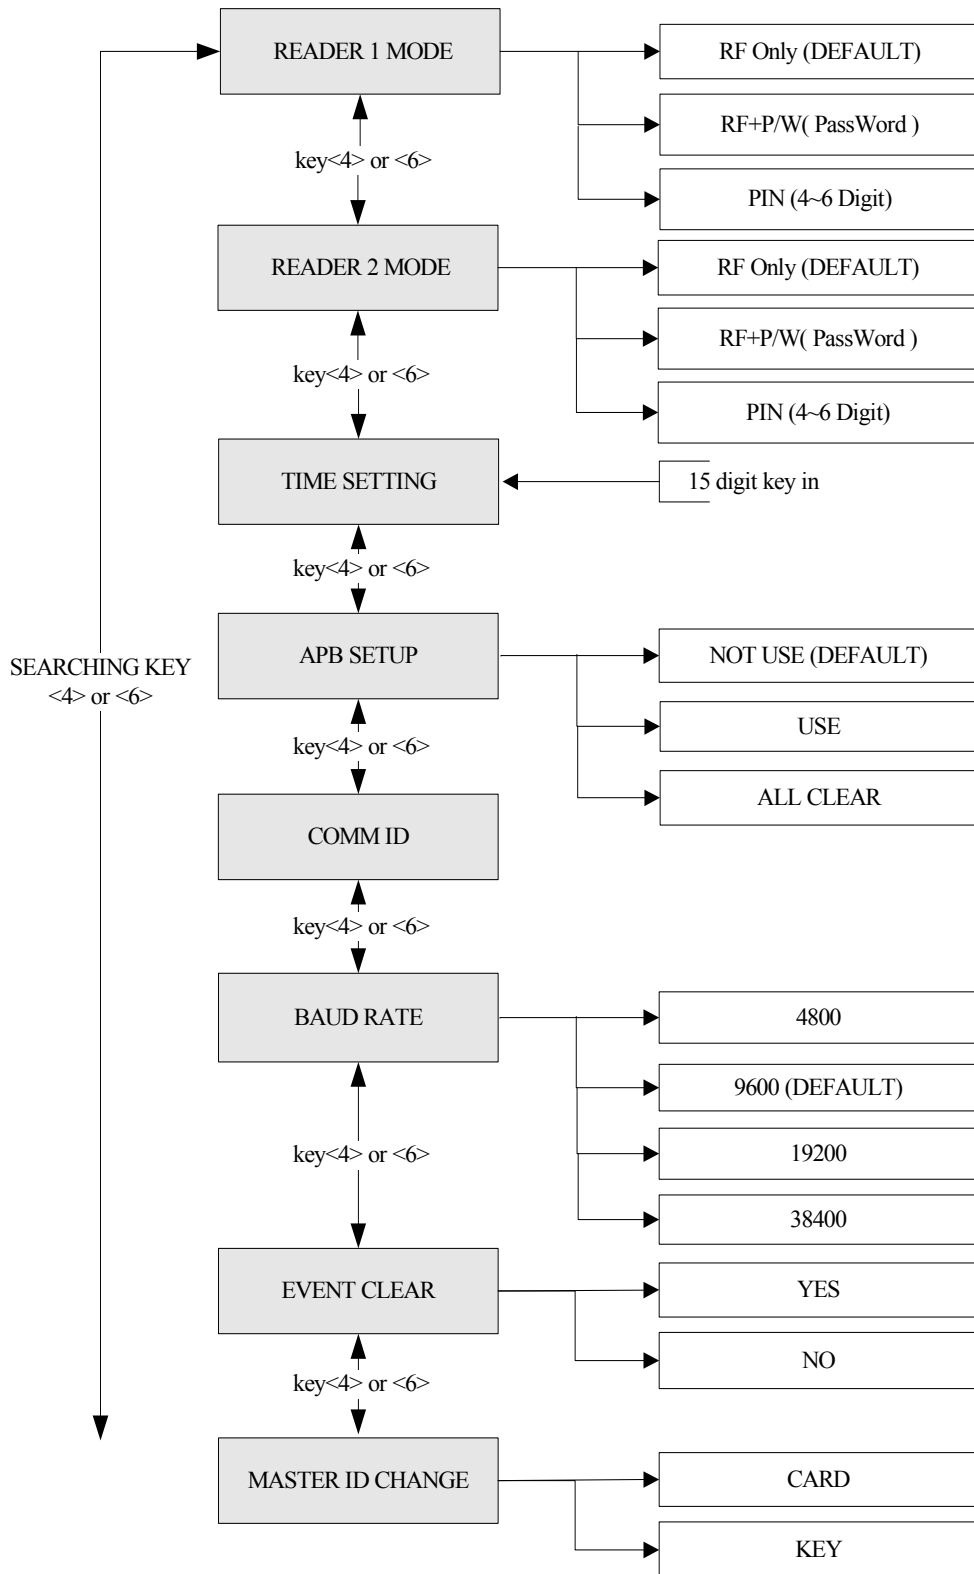 READER 1 MODE
RF Only (DEFAULT)
RF+P/W( PassWord )
key<4> or <6>
PIN (4~6 Digit)
READER 2 MODE
RF Only (DEFAULT)
RF+P/W( PassWord )
key<4> or <6>
PIN (4~6 Digit)
TIME SETTING
15 digit key in
key<4> or <6>
APB SETUP
NOT USE (DEFAULT)
SEARCHING KEY
<4> or <6>
USE
key<4> or <6>
ALL CLEAR
COMM ID
key<4> or <6>
BAUD RATE
4800
9600 (DEFAULT)
key<4> or <6>
19200
38400
EVENT CLEAR
YES
NO
key<4> or <6>
MASTER ID CHANGE
CARD
KEY